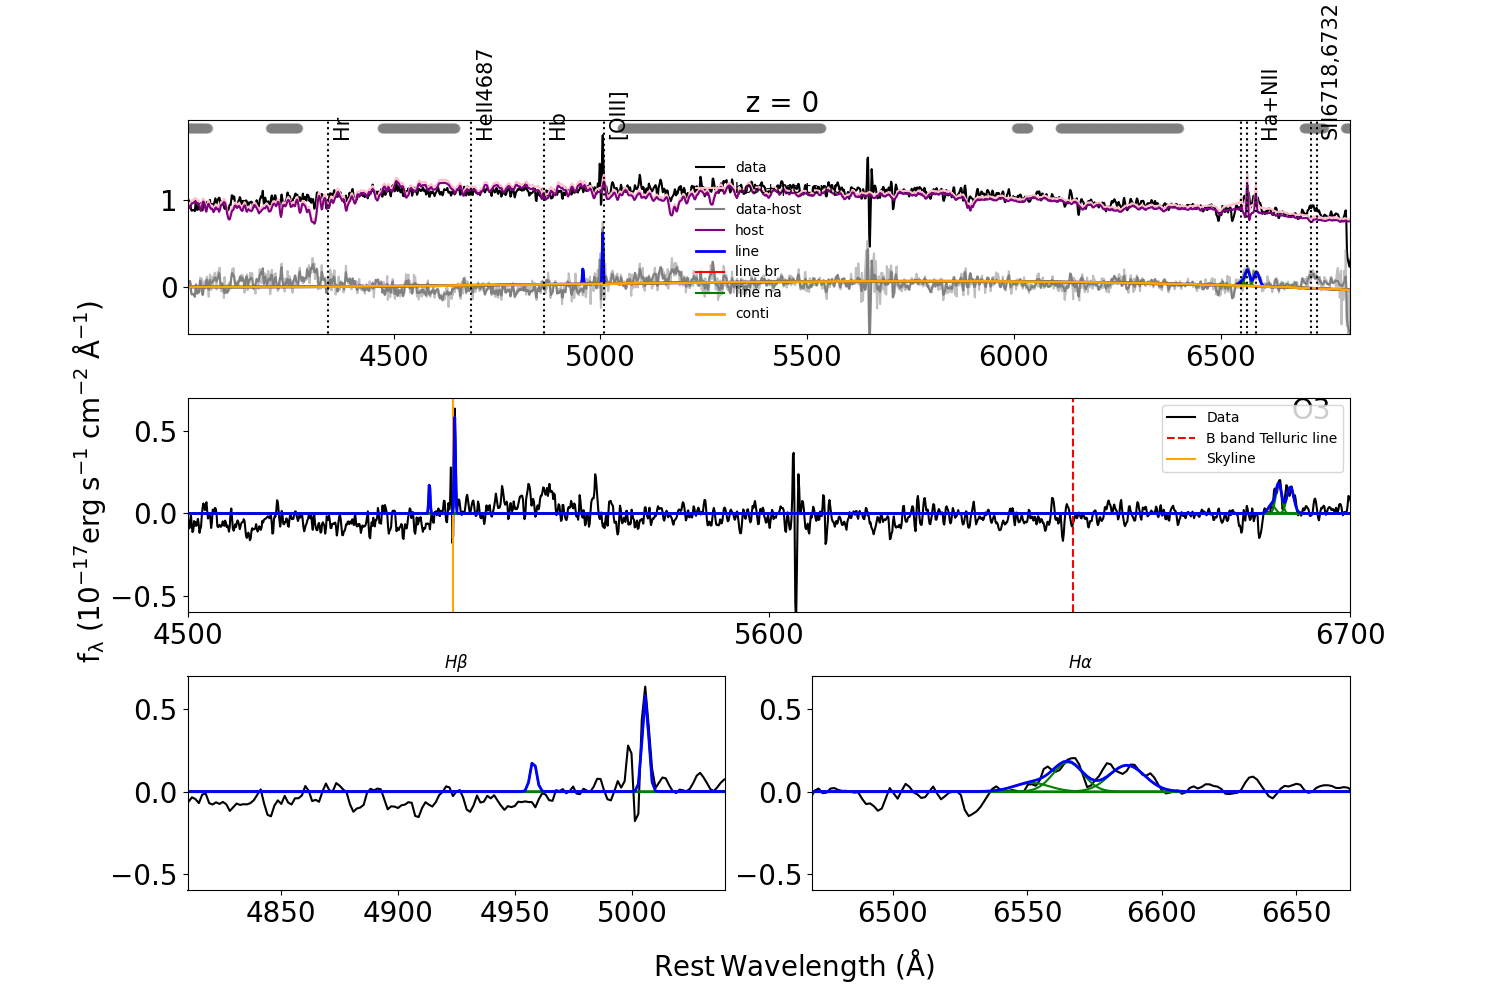 z = 0
Hr
HeII4687
Hb
[OIII]
Ha+NII
SII6718,6732
data
data-host
host
line
line br
line na
conti
1
0
4500
5000
5500
6000
6500
O3
Data
B band Telluric line
Skyline
0.5
0.0
−0.5
4500
5600
6700
fλ (10⁻¹⁷erg s⁻¹ cm⁻² Å⁻¹)
Hβ
0.5
0.0
−0.5
4850
4900
4950
5000
Hα
0.5
0.0
−0.5
6500
6550
6600
6650
Rest Wavelength (Å)